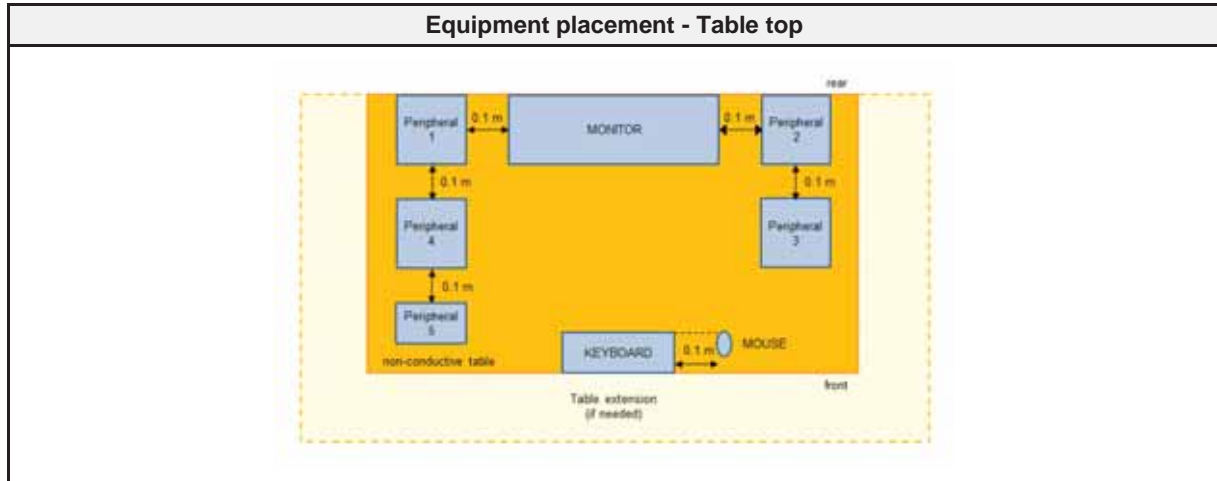 Equipment placement - Table top
rear
Peripheral
1
0.1 m
MONITOR
0.1 m
Peripheral
2
0.1 m
0.1 m
Peripheral
4
Peripheral
3
0.1 m
Peripheral
5
non-conductive table
KEYBOARD
0.1 m
MOUSE
front
Table extension
(if needed)